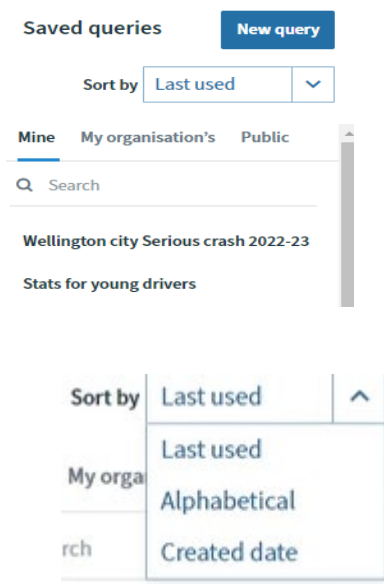 Saved queries New query
Sort by Last used
Mine My organisation's Public
Search
Wellington city Serious crash 2022-23
Stats for young drivers
Sort by Last used
Last used
My orga
Alphabetical
rch Created date